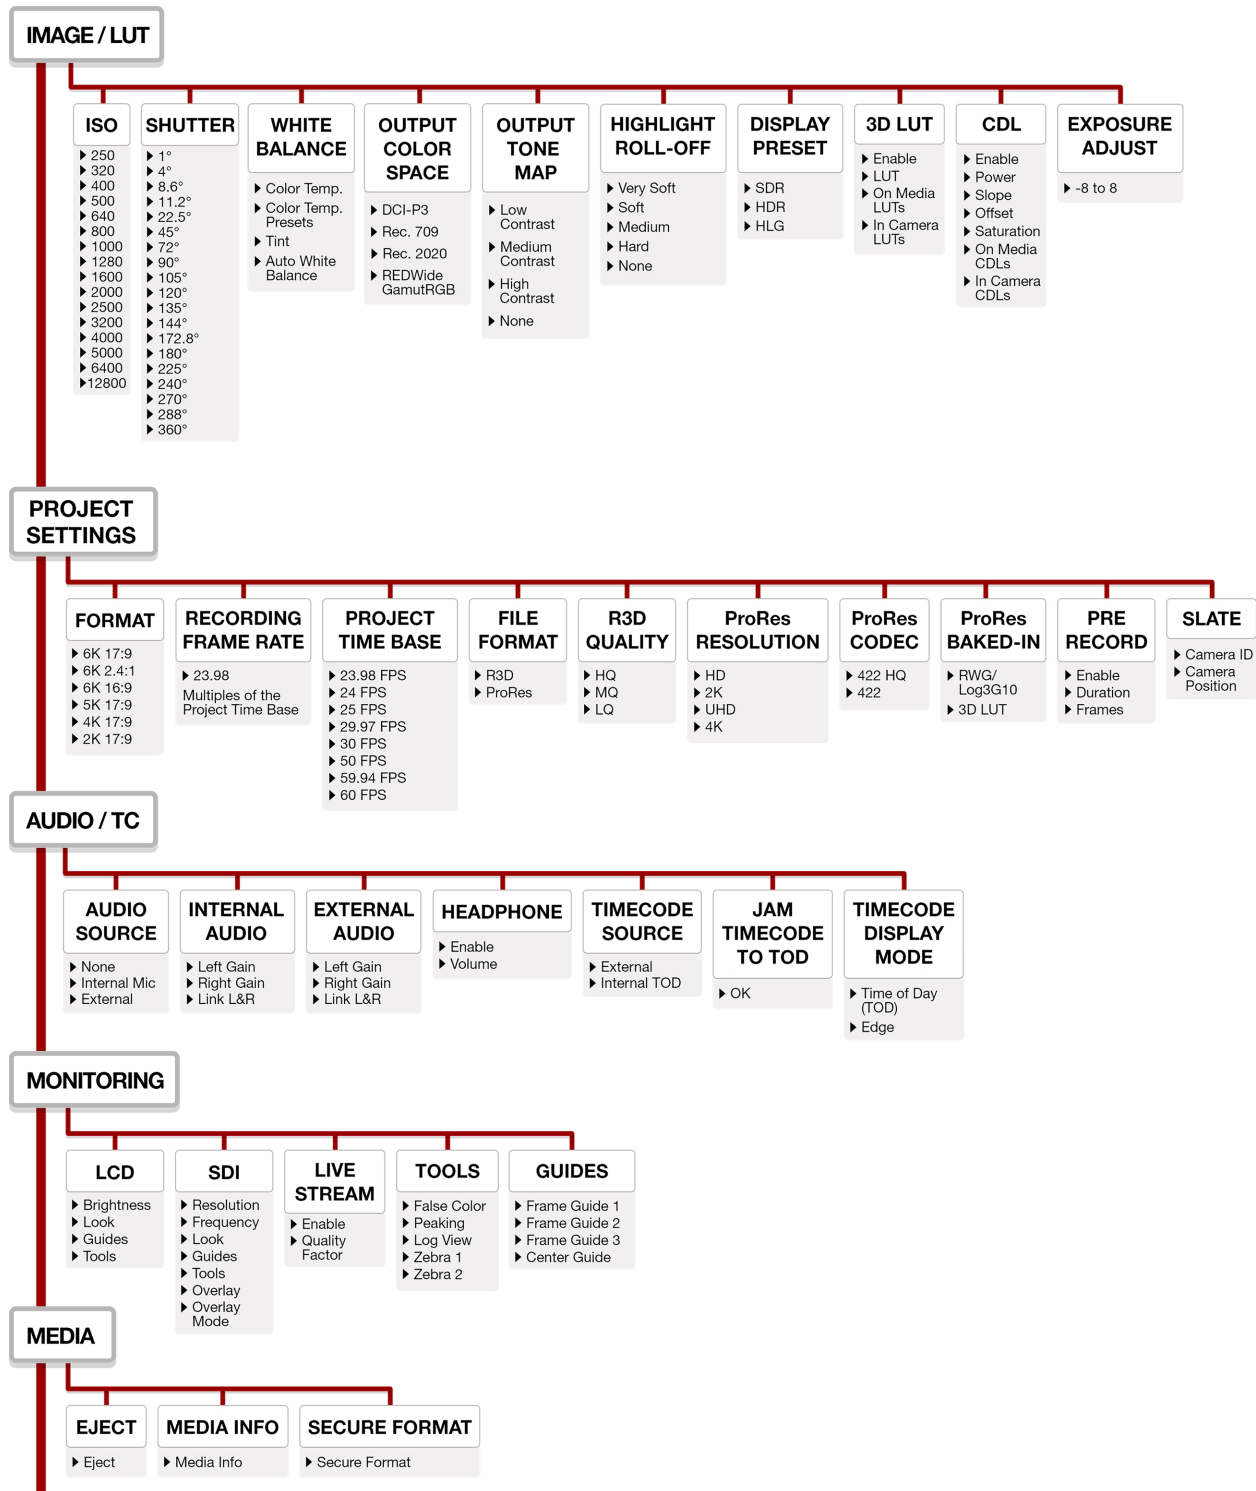 IMAGE / LUT
ISO
250
320
400
500
640
800
1000
1280
1600
2000
2500
3200
4000
5000
6400
12800
SHUTTER
1°
4°
8.6°
11.2°
22.5°
45°
72°
90°
105°
120°
135°
144°
172.8°
180°
225°
240°
270°
288°
360°
WHITE
BALANCE
Color Temp.
Color Temp.
Presets
Tint
Auto White
Balance
OUTPUT
COLOR
SPACE
DCI-P3
Rec. 709
Rec. 2020
REDWide
GamutRGB
OUTPUT
TONE
MAP
Low
Contrast
Medium
Contrast
High
Contrast
None
HIGHLIGHT
ROLL-OFF
Very Soft
Soft
Medium
Hard
None
DISPLAY
PRESET
SDR
HDR
HLG
3D LUT
Enable
LUT
On Media
LUTs
In Camera
LUTs
CDL
Enable
Power
Slope
Offset
Saturation
On Media
CDLs
In Camera
CDLs
EXPOSURE
ADJUST
-8 to 8
PROJECT
SETTINGS
FORMAT
6K 17:9
6K 2.4:1
6K 16:9
5K 17:9
4K 17:9
2K 17:9
RECORDING
FRAME RATE
23.98
Multiples of the
Project Time Base
PROJECT
TIME BASE
23.98 FPS
24 FPS
25 FPS
29.97 FPS
30 FPS
50 FPS
59.94 FPS
60 FPS
FILE
FORMAT
R3D
ProRes
R3D
QUALITY
HQ
MQ
LQ
ProRes
RESOLUTION
HD
2K
UHD
4K
ProRes
CODEC
422 HQ
422
ProRes
BAKED-IN
RWG/
Log3G10
3D LUT
PRE
RECORD
Enable
Duration
Frames
SLATE
Camera ID
Camera
Position
AUDIO / TC
AUDIO
SOURCE
None
Internal Mic
External
INTERNAL
AUDIO
Left Gain
Right Gain
Link L&R
EXTERNAL
AUDIO
Left Gain
Right Gain
Link L&R
HEADPHONE
Enable
Volume
TIMECODE
SOURCE
External
Internal TOD
JAM
TIMECODE
TO TOD
OK
TIMECODE
DISPLAY
MODE
Time of Day
(TOD)
Edge
MONITORING
LCD
Brightness
Look
Guides
Tools
SDI
Resolution
Frequency
Look
Guides
Tools
Overlay
Overlay
Mode
LIVE
STREAM
Enable
Quality
Factor
TOOLS
False Color
Peaking
Log View
Zebra 1
Zebra 2
GUIDES
Frame Guide 1
Frame Guide 2
Frame Guide 3
Center Guide
MEDIA
EJECT
Eject
MEDIA INFO
Media Info
SECURE FORMAT
Secure Format